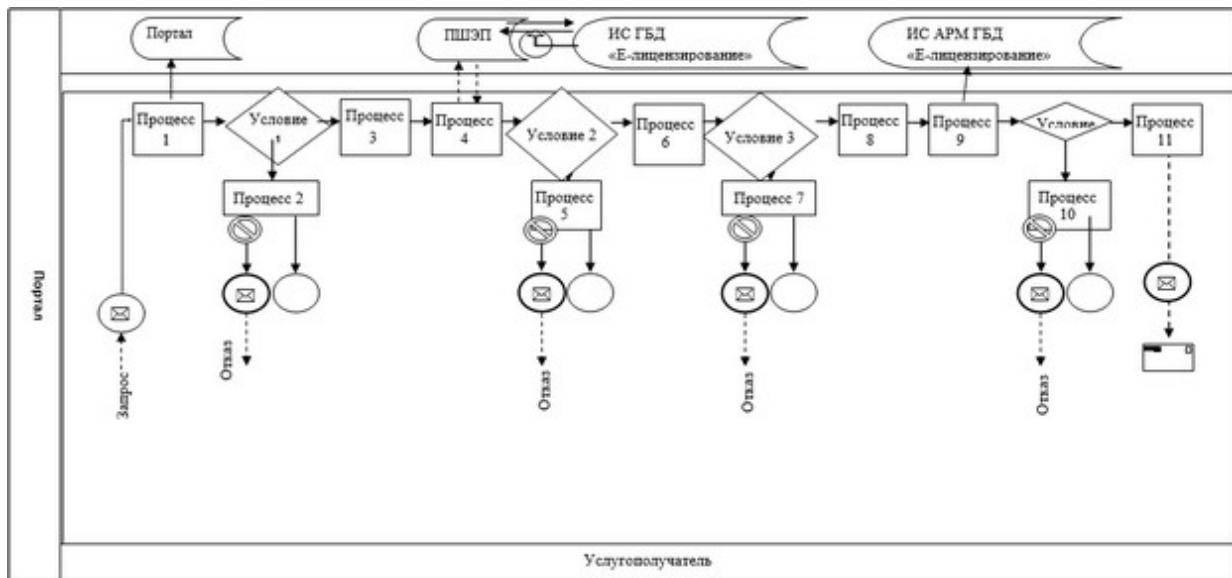 Портал
ПШЭП
ИС ГБД
«Е-лицензирование»
ИС АРМ ГБД
«Е-лицензирование»
Процесс
1
Условие
1
Процесс
3
Процесс
4
Условие 2
Процесс
6
Условие 3
Процесс
8
Процесс
9
Условие
Процесс
11
Процесс 2
Процесс
5
Процесс 7
Процесс
10
Портал
Запрос
Отказ
Отказ
Отказ
Отказ
Услугополучатель